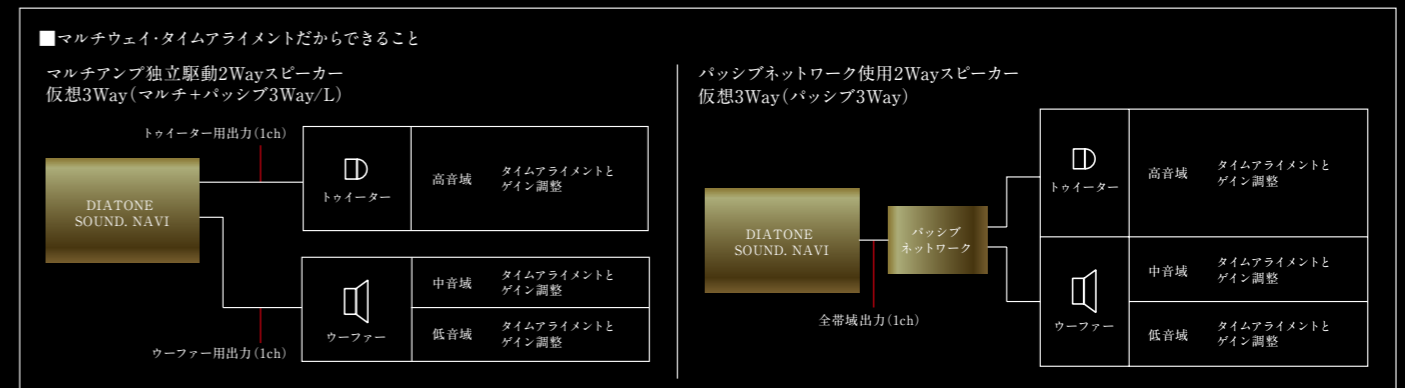 ■マルチウェイ・タイムアライメントだからできること
マルチアンプ独立駆動2Wayスピーカー
仮想3Way(マルチ+パッシブ3Way/L)
トゥイーター用出力(1ch)
DIATONE
SOUND. NAVI
トゥイーター
高音域
タイムアライメントと
ゲイン調整
ウーファー
中音域
タイムアライメントと
ゲイン調整
低音域
タイムアライメントと
ゲイン調整
ウーファー用出力(1ch)
パッシブネットワーク使用2Wayスピーカー
仮想3Way(パッシブ3Way)
DIATONE
SOUND. NAVI
パッシブ
ネットワーク
全帯域出力(1ch)
トゥイーター
高音域
タイムアライメントと
ゲイン調整
ウーファー
中音域
タイムアライメントと
ゲイン調整
低音域
タイムアライメントと
ゲイン調整